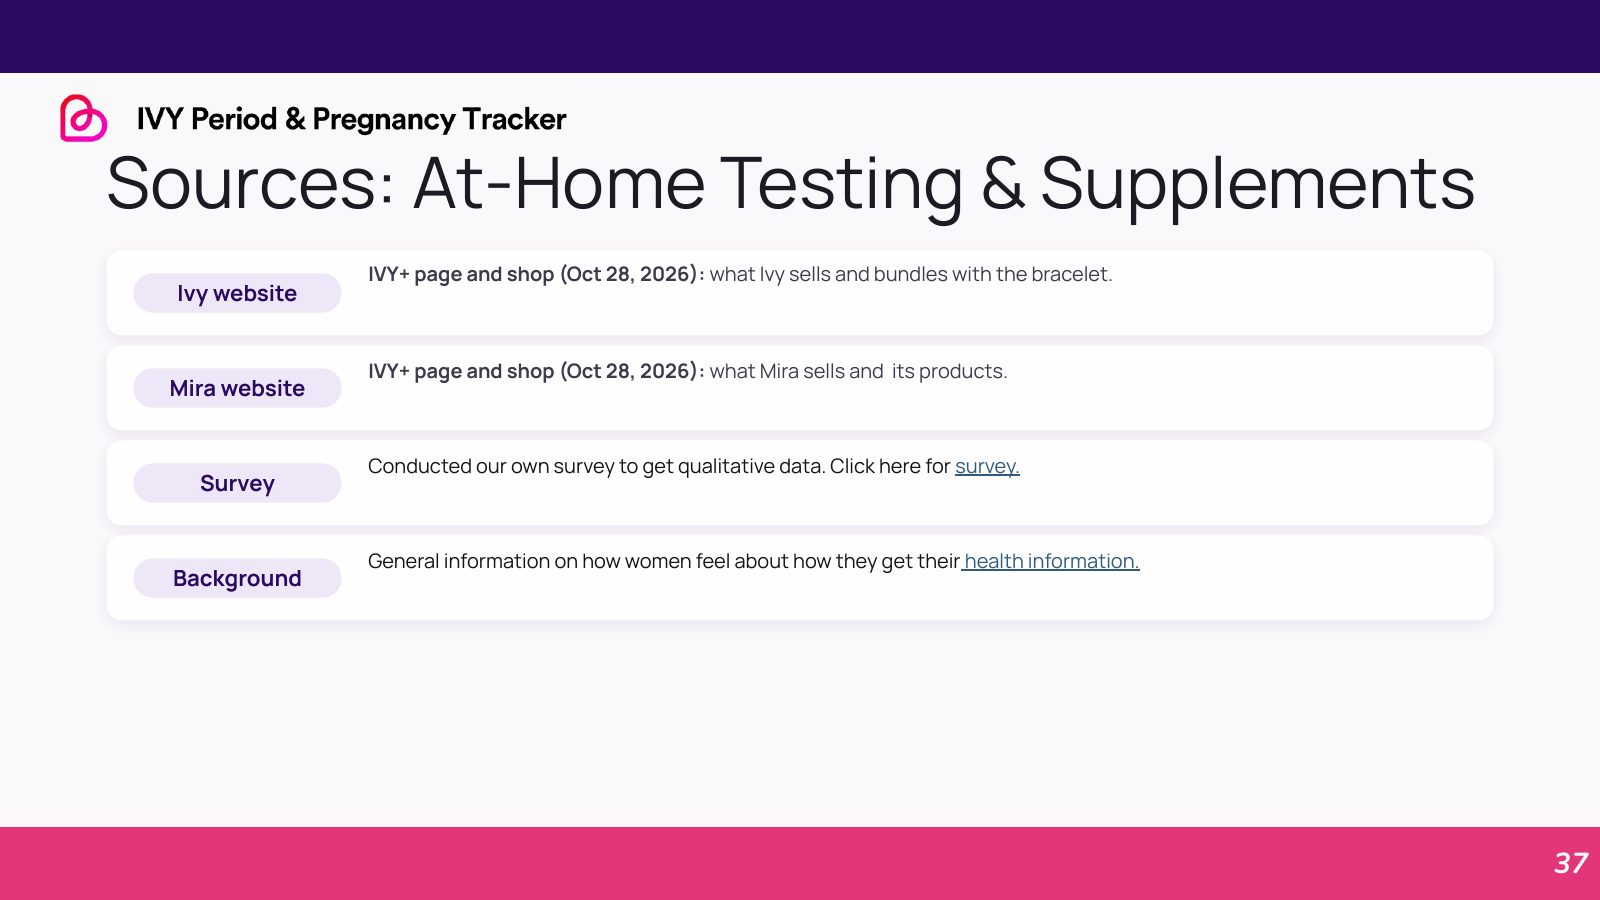 IVY Period & Pregnancy Tracker
Sources: At-Home Testing & Supplements
Ivy website
IVY+ page and shop (Oct 28, 2026): what Ivy sells and bundles with the bracelet.
Mira website
IVY+ page and shop (Oct 28, 2026): what Mira sells and  its products.
Survey
Conducted our own survey to get qualitative data. Click here for survey.
Background
General information on how women feel about how they get their health information.
37